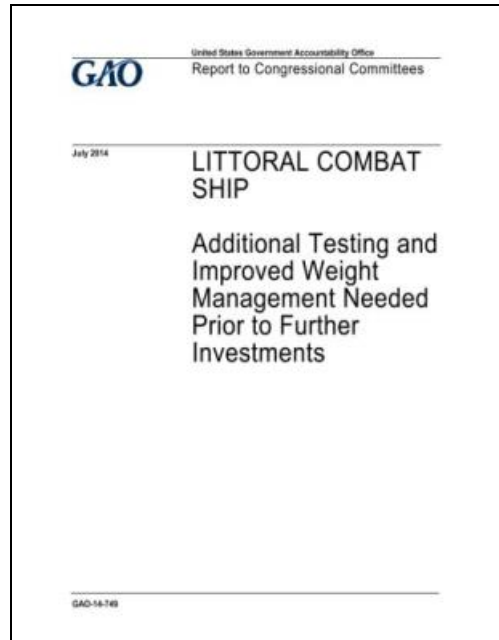 United States Government Accountability Office
GAO
Report to Congressional Committees
July 2014
LITTORAL COMBAT
SHIP
Additional Testing and
Improved Weight
Management Needed
Prior to Further
Investments
GAO-14-749